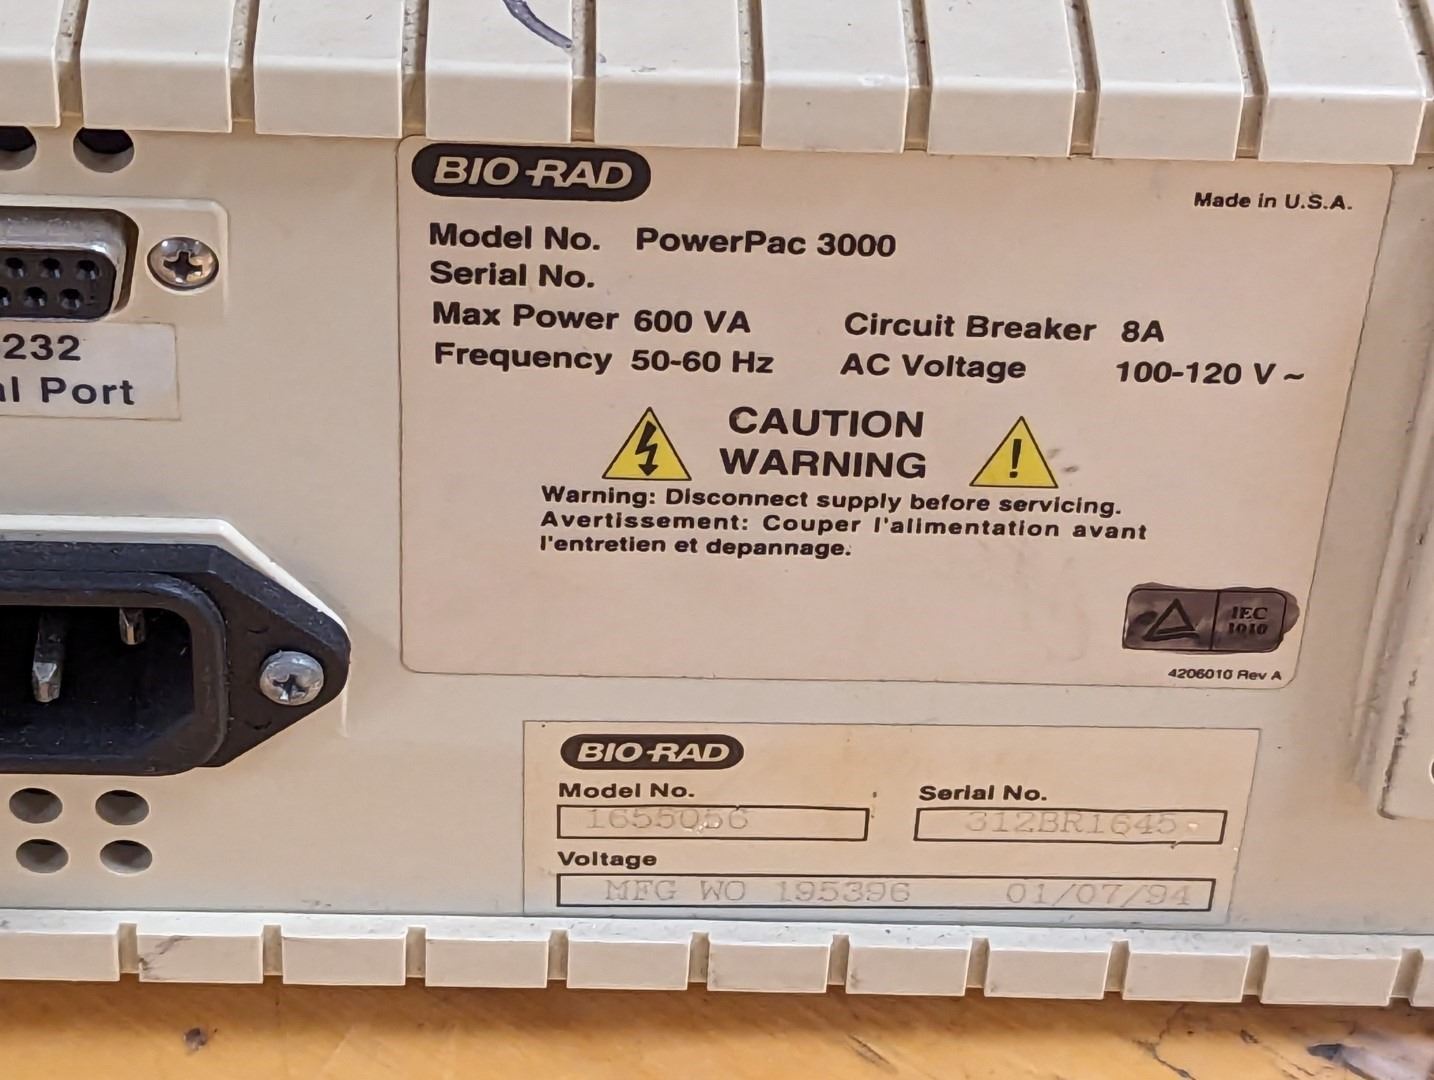 BIO-RAD
Made in U.S.A.
Model No. PowerPac 3000
Serial No.
Max Power 600 VA Circuit Breaker 8A
Frequency 50-60 Hz AC Voltage 100-120 V ~
CAUTION
WARNING
Warning: Disconnect supply before servicing.
Avertissement: Couper l'alimentation avant
l'entretien et depannage.
IEC
1010
4206010 Rev A
232
al Port
BIO-RAD
Model No. Serial No.
1655056 312BR1645
Voltage
MFG WO 195396 01/07/94